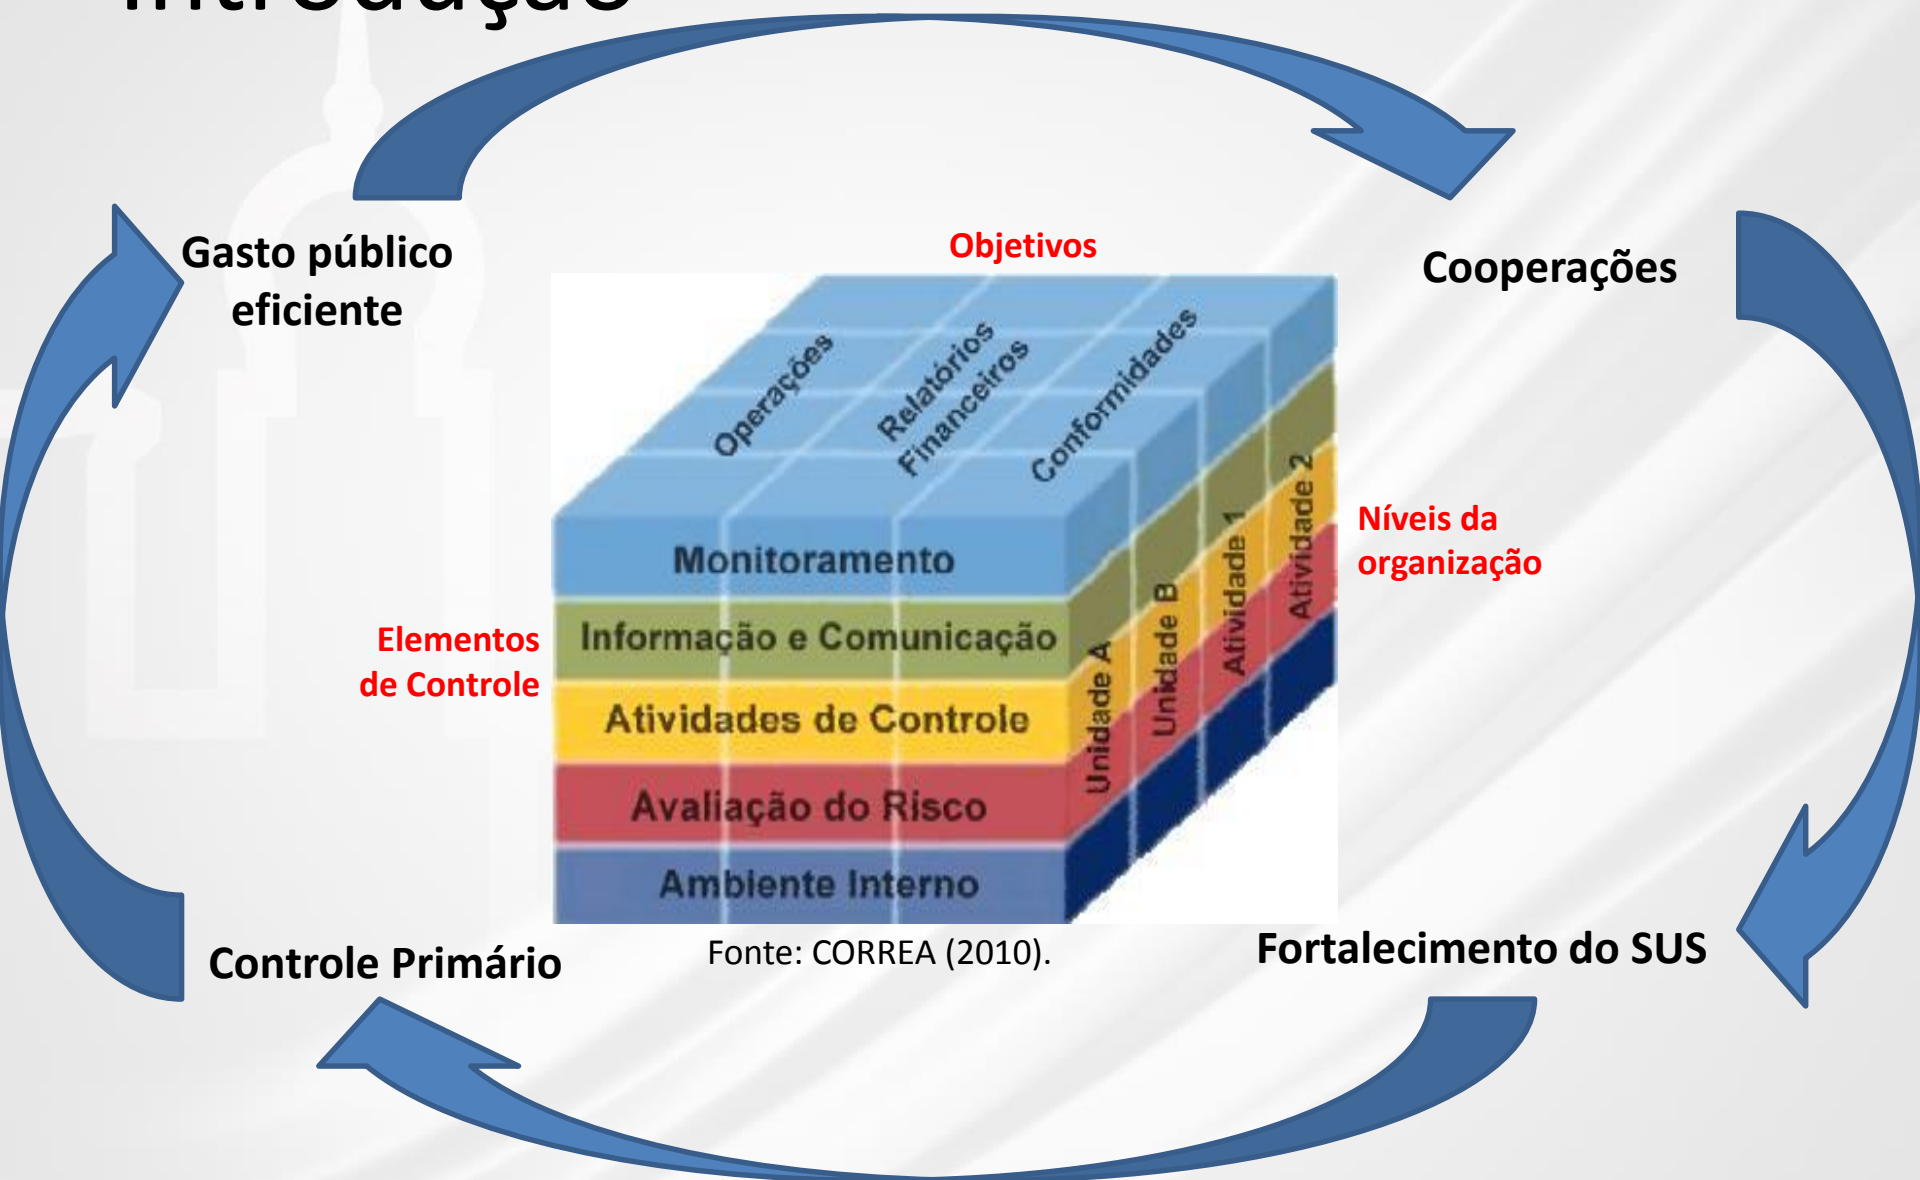 Introdução
Gasto público
eficiente
Objetivos
Cooperações
Operações
Relatórios
Financeiros
Conformidades
Níveis da
organização
Elementos
de Controle
Monitoramento
Informação e Comunicação
Atividades de Controle
Avaliação do Risco
Ambiente Interno
Unidade A
Unidade B
Atividade 1
Atividade 2
Controle Primário
Fonte: CORREA (2010).
Fortalecimento do SUS